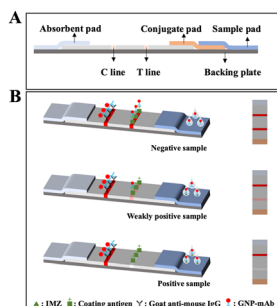 A
Absorbent pad
Conjugate pad
Sample pad
C line
T line
Backing plate
B
Negative sample
Weakly positive sample
Positive sample
: IMZ
: Coating antigen
: Goat anti-mouse IgG
: GNP-mAb